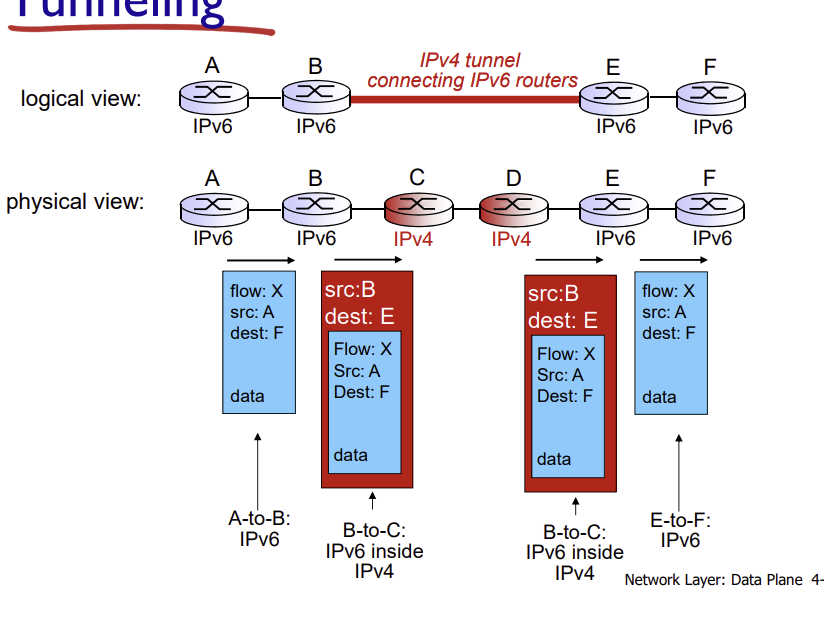 Tunneling
A
B
IPv4 tunnel
connecting IPv6 routers
E
F
logical view:
IPv6
IPv6
IPv6
IPv6
A
B
C
D
E
F
physical view:
IPv6
IPv6
IPv4
IPv4
IPv6
IPv6
flow: X
src: A
dest: F
data
src:B
dest: E
Flow: X
Src: A
Dest: F
data
src:B
dest: E
Flow: X
Src: A
Dest: F
data
flow: X
src: A
dest: F
data
A-to-B:
IPv6
B-to-C:
IPv6 inside
IPv4
B-to-C:
IPv6 inside
IPv4
E-to-F:
IPv6
Network Layer: Data Plane 4-